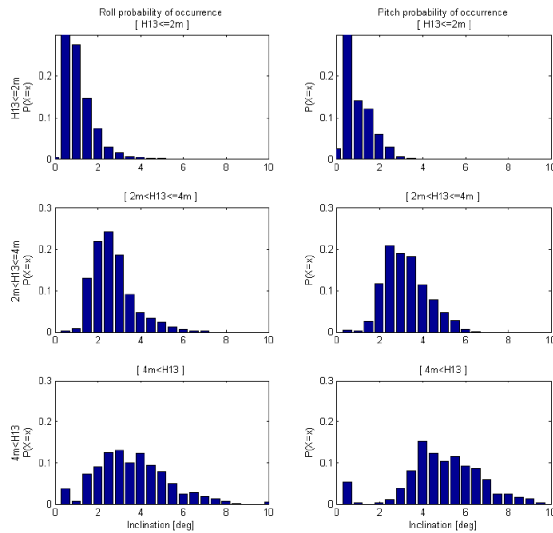 Roll probability of occurrence
[ H13<=2m ]
H13<=2m
P(X=x)
0.2
0.1
0
0 2 4 6 8 10
Pitch probability of occurrence
[ H13<=2m ]
P(X=x)
0.2
0.1
0
0 2 4 6 8 10
[ 2m<H13<=4m ]
2m<H13<=4m
P(X=x)
0.3
0.2
0.1
0
0 2 4 6 8 10
[ 2m<H13<=4m ]
P(X=x)
0.3
0.2
0.1
0
0 2 4 6 8 10
[ 4m<H13 ]
4m<H13
P(X=x)
0.3
0.2
0.1
0
0 2 4 6 8 10
Inclination [deg]
[ 4m<H13 ]
P(X=x)
0.3
0.2
0.1
0
0 2 4 6 8 10
Inclination [deg]